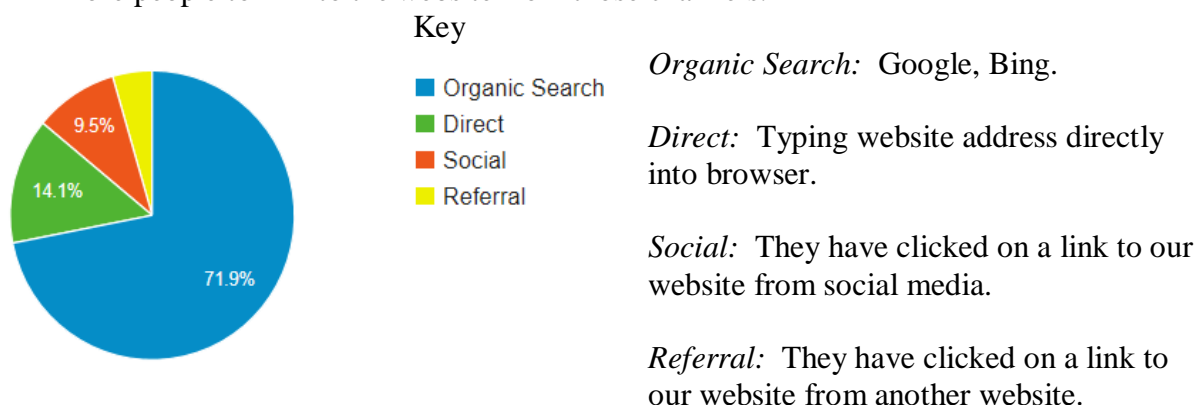 Key
Organic Search
Direct
Social
Referral
9.5%
14.1%
71.9%
Organic Search: Google, Bing.
Direct: Typing website address directly
into browser.
Social: They have clicked on a link to our
website from social media.
Referral: They have clicked on a link to
our website from another website.